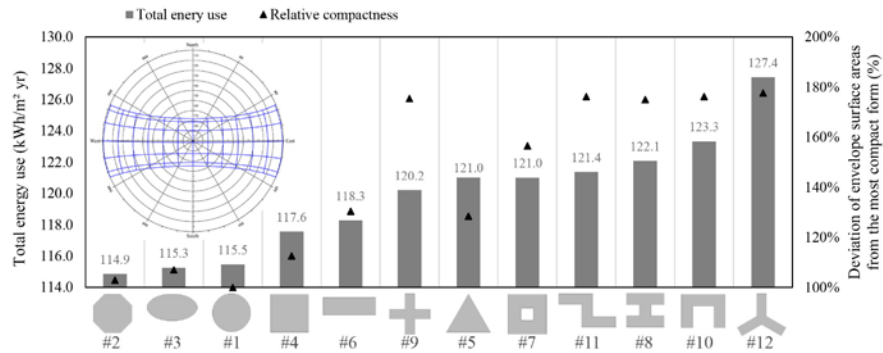 Total enery use
Relative compactness
130.0
128.0
126.0
124.0
122.0
120.0
118.0
116.0
114.0
Total energy use (kWh/m² yr)
North
West
East
South
114.9
115.3
115.5
117.6
118.3
120.2
121.0
121.0
121.4
122.1
123.3
127.4
200%
180%
160%
140%
120%
100%
Deviation of envelope surface areas
from the most compact form (%)
#2 #3 #1 #4 #6 #9 #5 #7 #11 #8 #10 #12